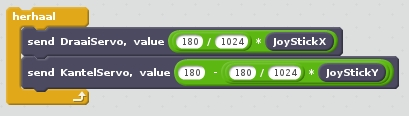 herhaal
send DraaiServo, value 180 / 1024 * JoyStickX
send KantelServo, value 180 - 180 / 1024 * JoyStickY